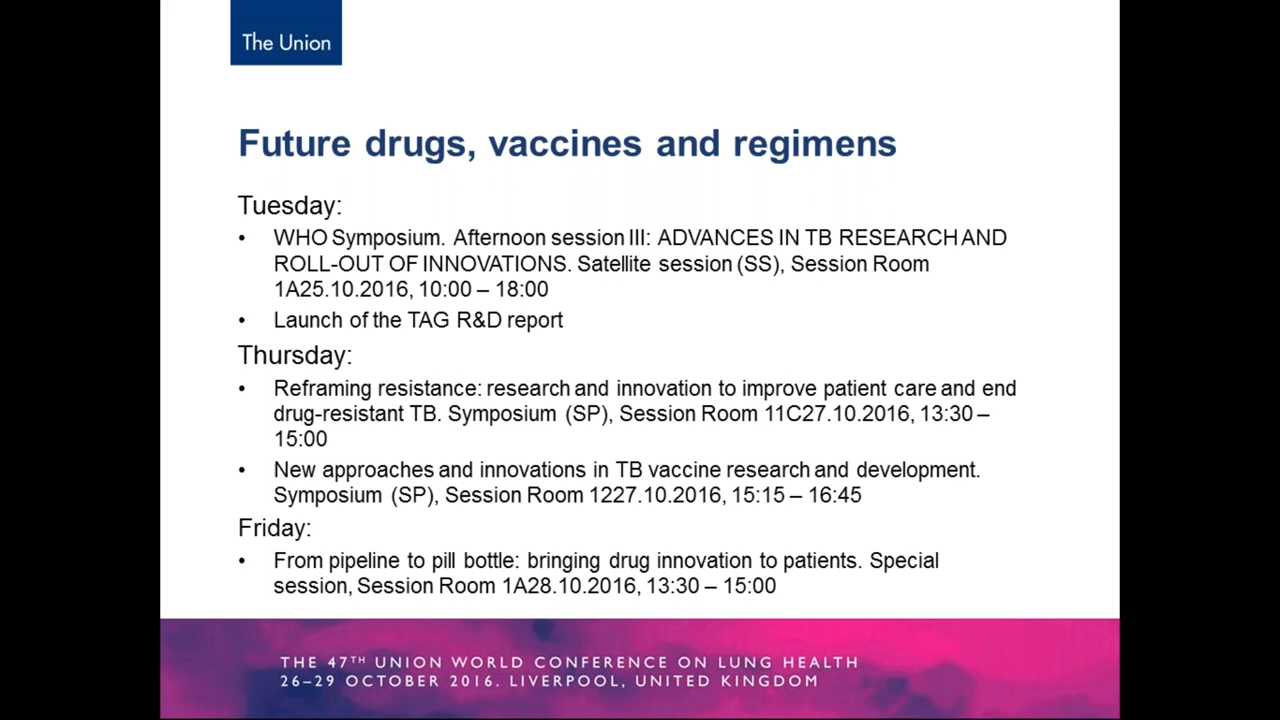 The Union
Future drugs, vaccines and regimens
Tuesday:
• WHO Symposium. Afternoon session III: ADVANCES IN TB RESEARCH AND
ROLL-OUT OF INNOVATIONS. Satellite session (SS), Session Room
1A25.10.2016, 10:00 – 18:00
• Launch of the TAG R&D report
Thursday:
• Reframing resistance: research and innovation to improve patient care and end
drug-resistant TB. Symposium (SP), Session Room 11C27.10.2016, 13:30 –
15:00
• New approaches and innovations in TB vaccine research and development.
Symposium (SP), Session Room 1227.10.2016, 15:15 – 16:45
Friday:
• From pipeline to pill bottle: bringing drug innovation to patients. Special
session, Session Room 1A28.10.2016, 13:30 – 15:00
THE 47TH UNION WORLD CONFERENCE ON LUNG HEALTH
26–29 OCTOBER 2016. LIVERPOOL, UNITED KINGDOM